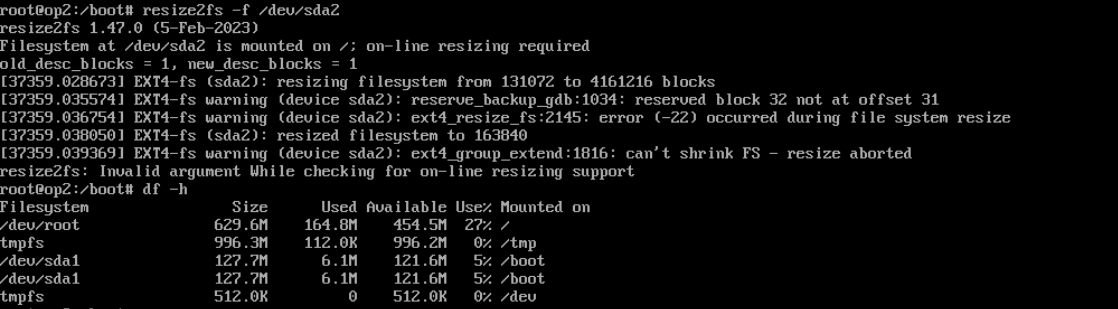 root@op2:/boot# resize2fs -f /dev/sda2
resize2fs 1.47.0 (5-Feb-2023)
Filesystem at /dev/sda2 is mounted on /; on-line resizing required
old_desc_blocks = 1, new_desc_blocks = 1
[37359.028673] EXT4-fs (sda2): resizing filesystem from 131072 to 4161216 blocks
[37359.035574] EXT4-fs warning (device sda2): reserve_backup_gdb:1034: reserved block 32 not at offset 31
[37359.036754] EXT4-fs warning (device sda2): ext4_resize_fs:2145: error (-22) occurred during file system resize
[37359.038050] EXT4-fs (sda2): resized filesystem to 163840
[37359.039369] EXT4-fs warning (device sda2): ext4_group_extend:1816: can't shrink FS - resize aborted
resize2fs: Invalid argument While checking for on-line resizing support
root@op2:/boot# df -h
Filesystem                Size      Used Available Use% Mounted on
/dev/root               629.6M    164.8M    454.5M  27% /
tmpfs                   996.3M    112.0K    996.2M   0% /tmp
/dev/sda1               127.7M      6.1M    121.6M   5% /boot
/dev/sda1               127.7M      6.1M    121.6M   5% /boot
tmpfs                   512.0K         0    512.0K   0% /dev